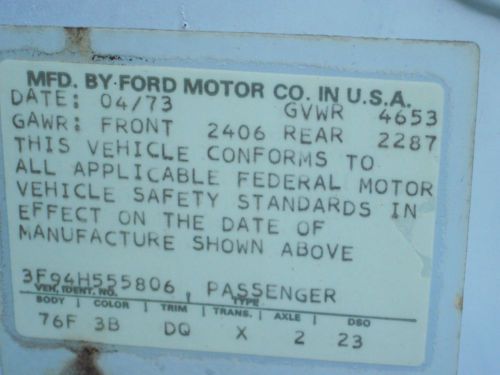 MFD. BY FORD MOTOR CO. IN U.S.A.
DATE: 04/73 GVWR 4653
GAWR: FRONT 2406 REAR 2287
THIS VEHICLE CONFORMS TO
ALL APPLICABLE FEDERAL MOTOR
VEHICLE SAFETY STANDARDS IN
EFFECT ON THE DATE OF
MANUFACTURE SHOWN ABOVE
3F94H555806 , PASSENGER
VEH. IDENT. NO. TYPE
BODY | COLOR | TRIM | TRANS. | AXLE | DSO
76F 3B DQ X 2 23